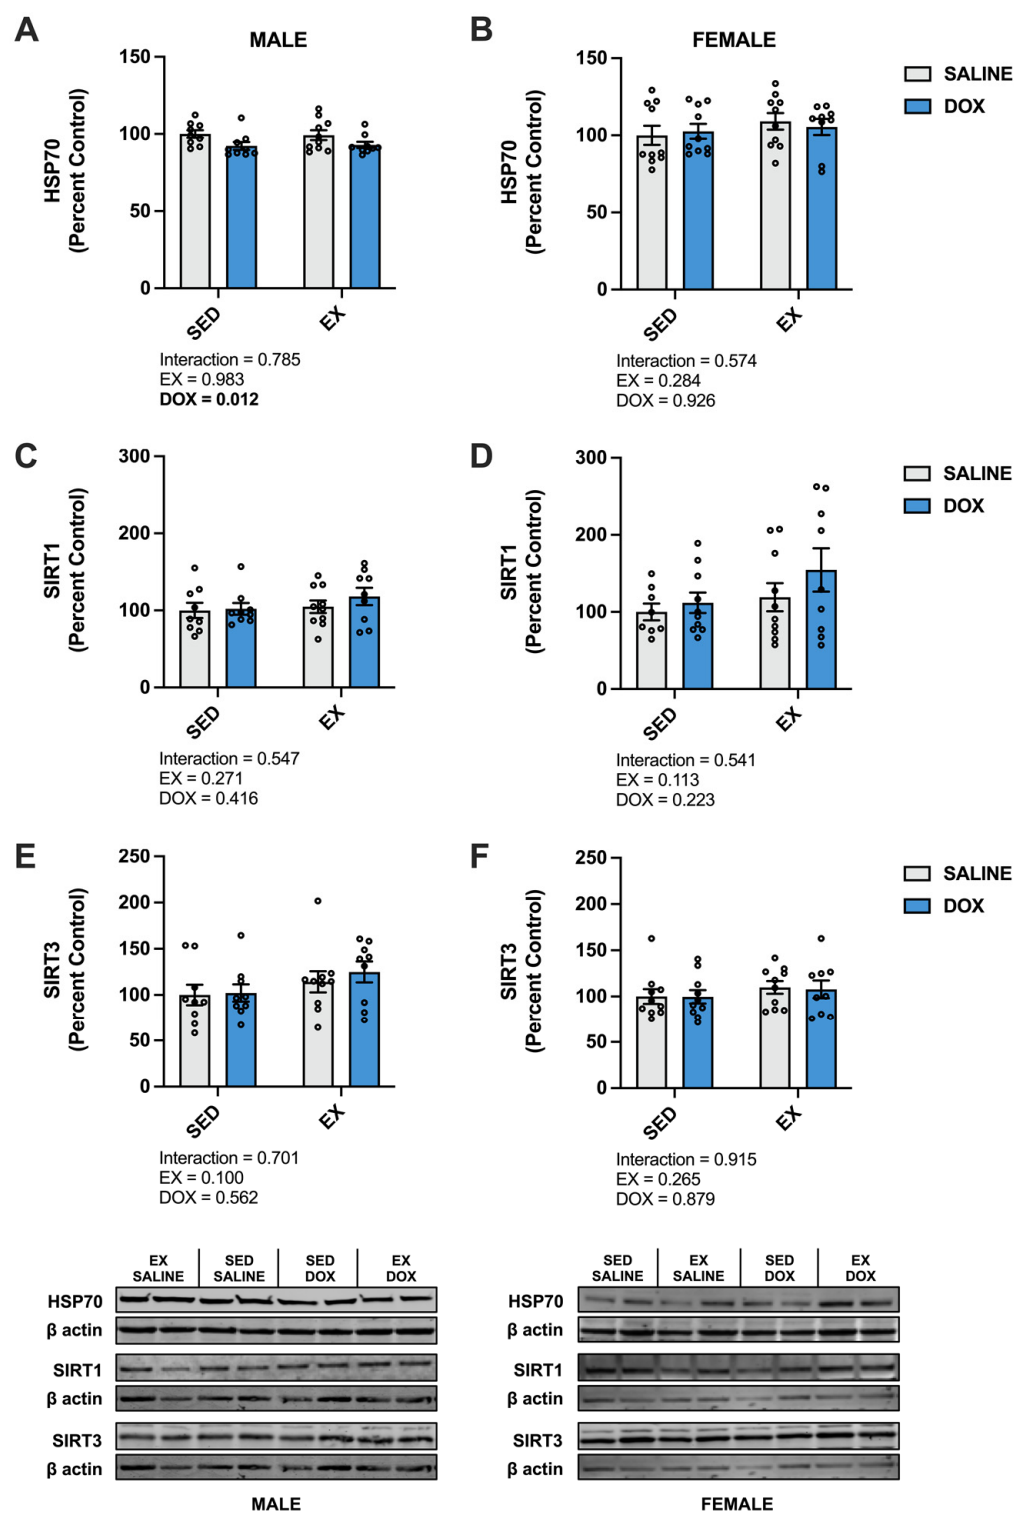 A
MALE
HSP70
(Percent Control)
150
100
50
0
SED
EX
Interaction = 0.785
EX = 0.983
DOX = 0.012
B
FEMALE
HSP70
(Percent Control)
150
100
50
0
SED
EX
Interaction = 0.574
EX = 0.284
DOX = 0.926
SALINE
DOX
C
SIRT1
(Percent Control)
300
200
100
0
SED
EX
Interaction = 0.547
EX = 0.271
DOX = 0.416
D
SIRT1
(Percent Control)
300
200
100
0
SED
EX
Interaction = 0.541
EX = 0.113
DOX = 0.223
SALINE
DOX
E
SIRT3
(Percent Control)
250
200
150
100
50
0
SED
EX
Interaction = 0.701
EX = 0.100
DOX = 0.562
F
SIRT3
(Percent Control)
250
200
150
100
50
0
SED
EX
Interaction = 0.915
EX = 0.265
DOX = 0.879
SALINE
DOX
EX SED SED EX
SALINE SALINE DOX DOX
HSP70
β actin
SIRT1
β actin
SIRT3
β actin
MALE
SED EX SED EX
SALINE SALINE DOX DOX
HSP70
β actin
SIRT1
β actin
SIRT3
β actin
FEMALE